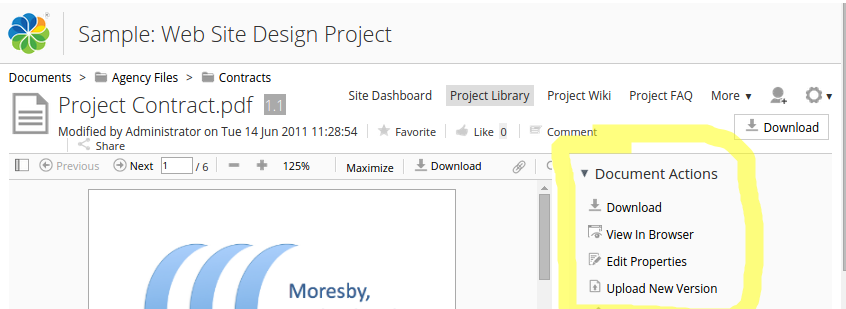 Sample: Web Site Design Project
Documents > Agency Files > Contracts
Project Contract.pdf 1.1
Site Dashboard Project Library Project Wiki Project FAQ More
Modified by Administrator on Tue 14 Jun 2011 11:28:54 Favorite Like 0 Comment
Download
Share
Previous Next 1 / 6 125% Maximize Download
Document Actions
Download
View In Browser
Edit Properties
Upload New Version
Moresby,